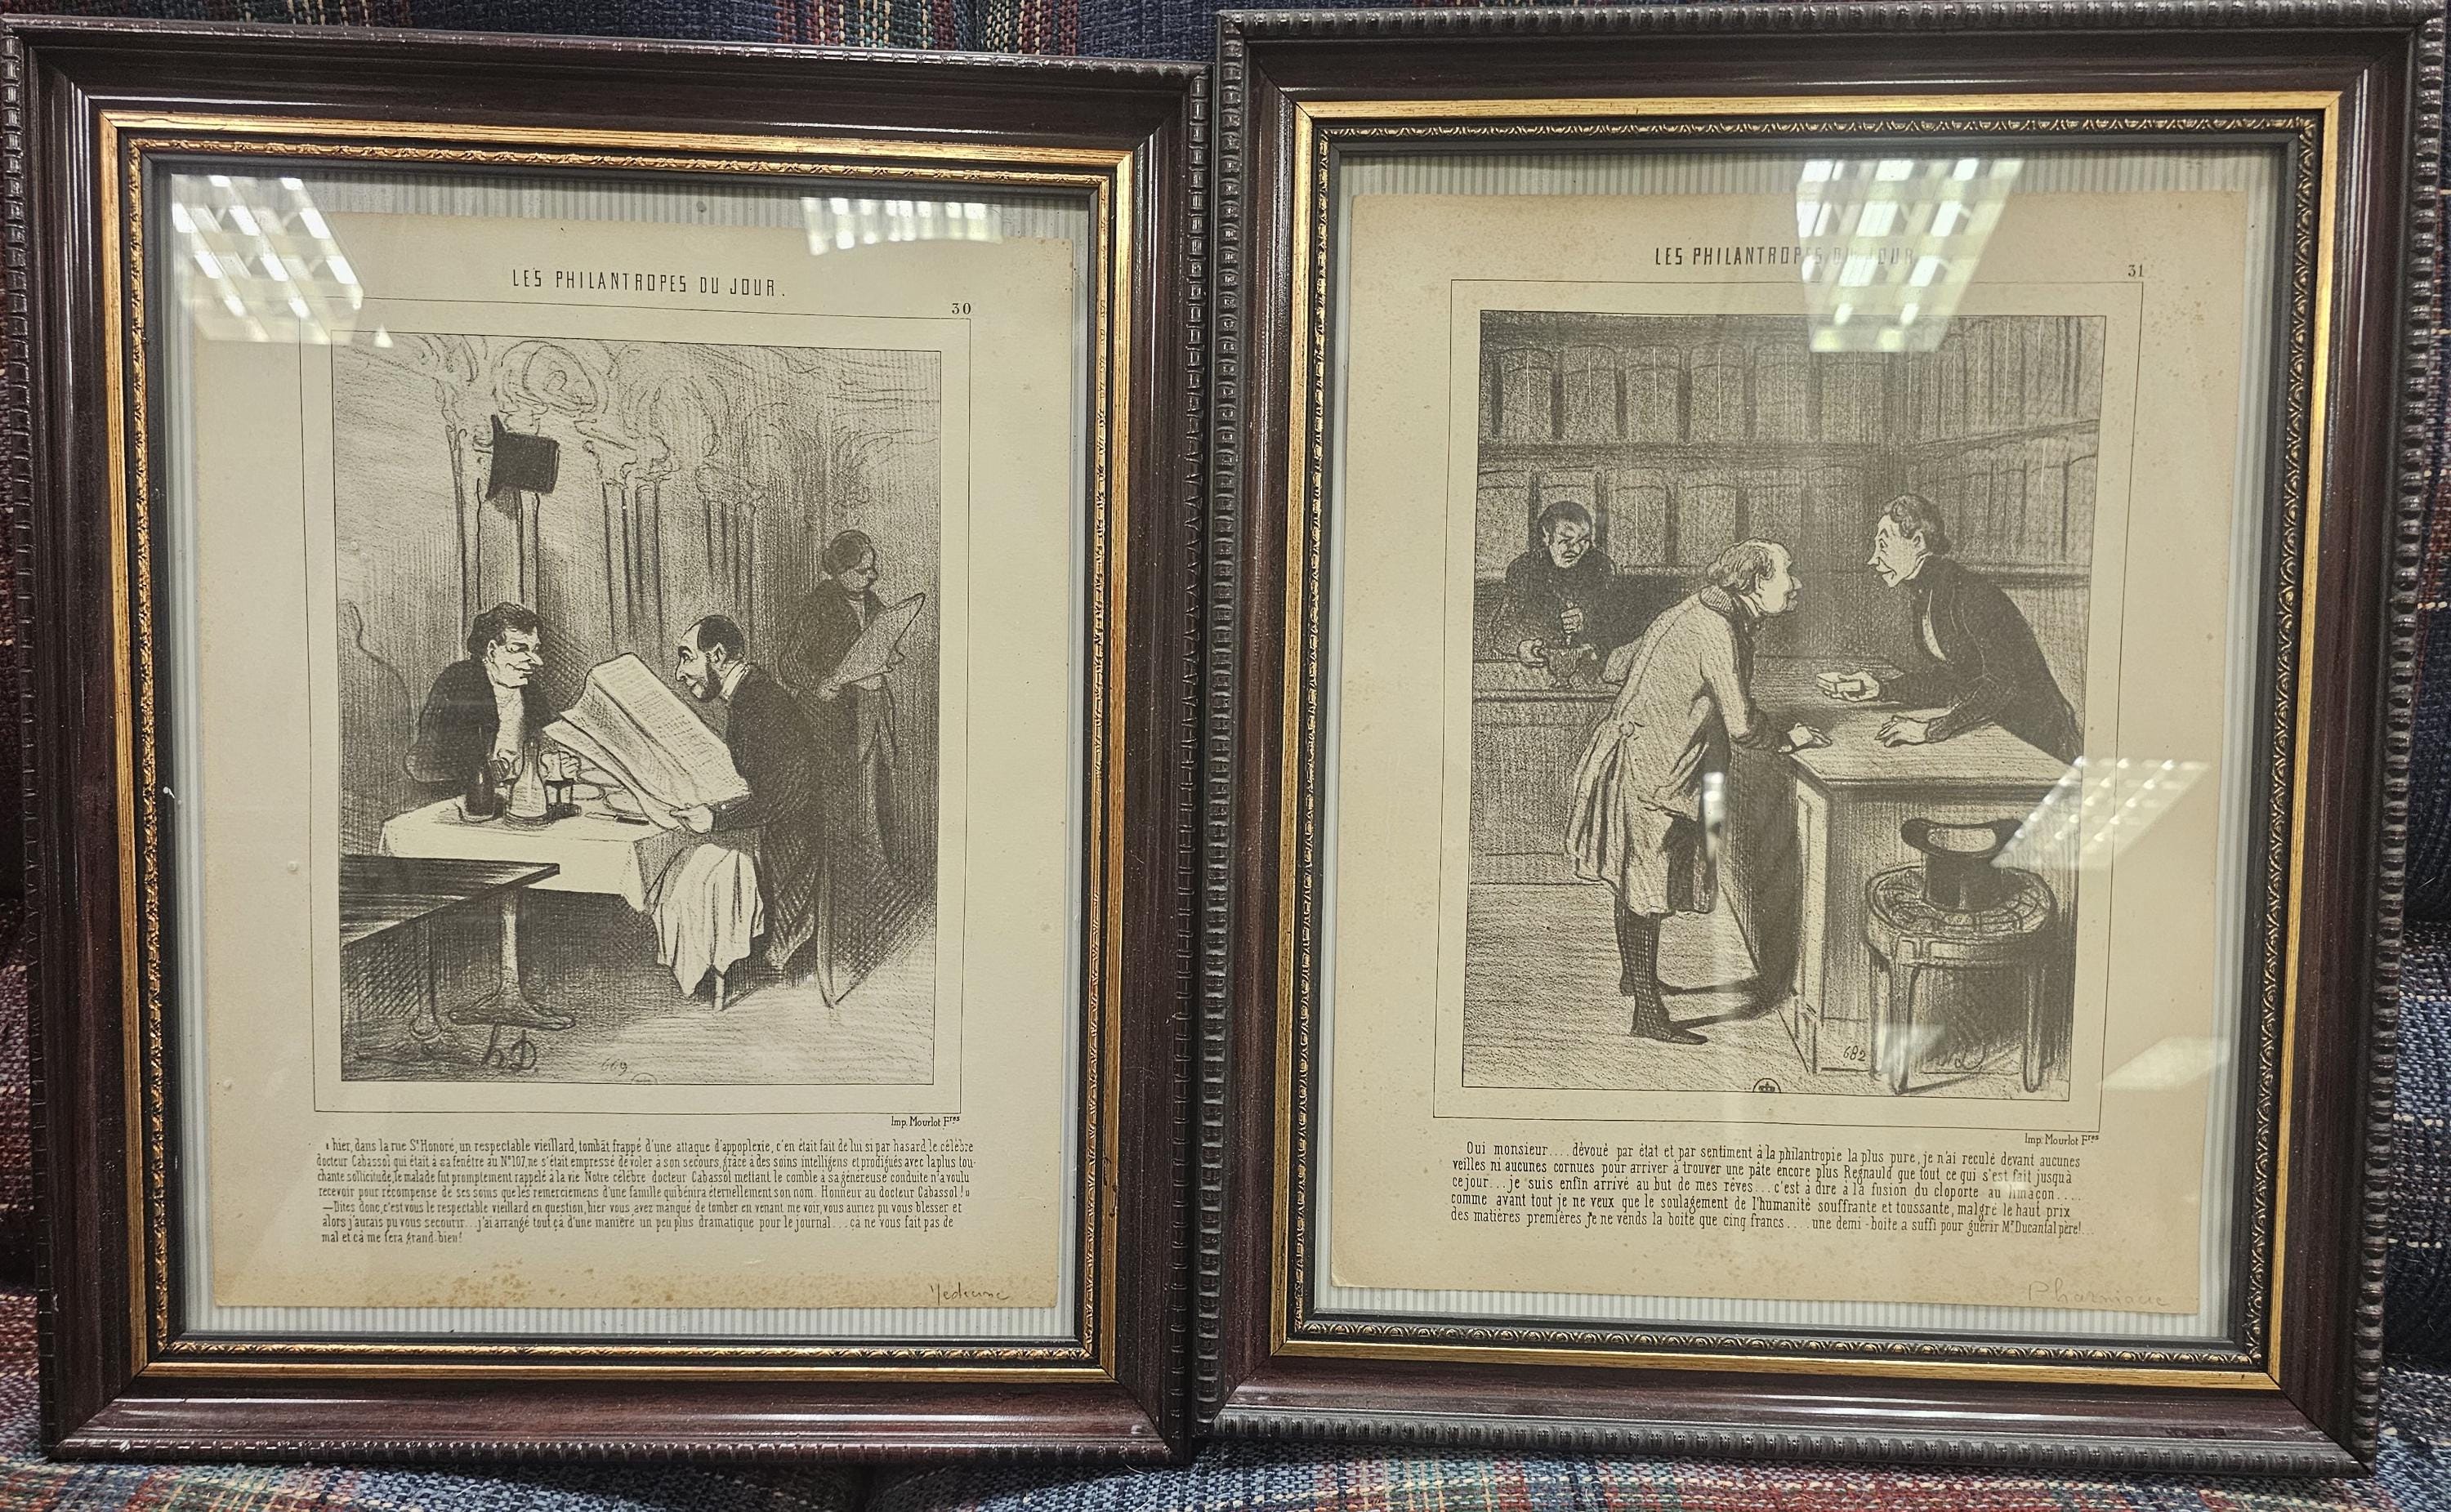 LES PHILANTROPES DU JOUR.
30
h.D.
669
Imp. Mourlot Fres
hier, dans la rue St Honoré, un respectable vieillard, tombât frappé d'une attaque d'appoplexie, c'en était fait de lui si par hasard le célèbre
docteur Cabassol qui était à sa fenêtre au No 107, ne s'était empressé de voler à son secours, grâce à des soins intelligens et prodigués avec la plus tou-
chante sollicitude, le malade fut promptement rappelé à la vie. Notre célèbre docteur Cabassol mettant le comble à sa généreuse conduite n'a voulu
recevoir pour récompense de ses soins que les remerciemens d'une famille qui bénira éternellement son nom. Honneur au docteur Cabassol!»
—Dites donc, c'est vous le respectable vieillard en question, hier vous avez manqué de tomber en venant me voir, vous auriez pu vous blesser et
alors j'aurais pu vous secourir... j'ai arrangé tout çà d'une manière un peu plus dramatique pour le journal... çà ne vous fait pas de
mal et çà me fera grand bien!
Medecine
LES PHILANTROPES DU JOUR
31
682
Imp. Mourlot Fres
Oui monsieur.... dévoué par état et par sentiment à la philantropie la plus pure, je n'ai reculé devant aucunes
veilles ni aucunes cornues pour arriver à trouver une pâte encore plus Regnauld que tout ce qui s'est fait jusqu'à
ce jour... je suis enfin arrivé au but de mes rêves... c'est à dire à la fusion du cloporte au limaçon....
comme avant tout je ne veux que le soulagement de l'humanité souffrante et toussante, malgré le haut prix
des matières premières je ne vends la boite que cinq francs.... une demi-boite a suffi pour guérir Mr Ducantal père!...
Pharmacie